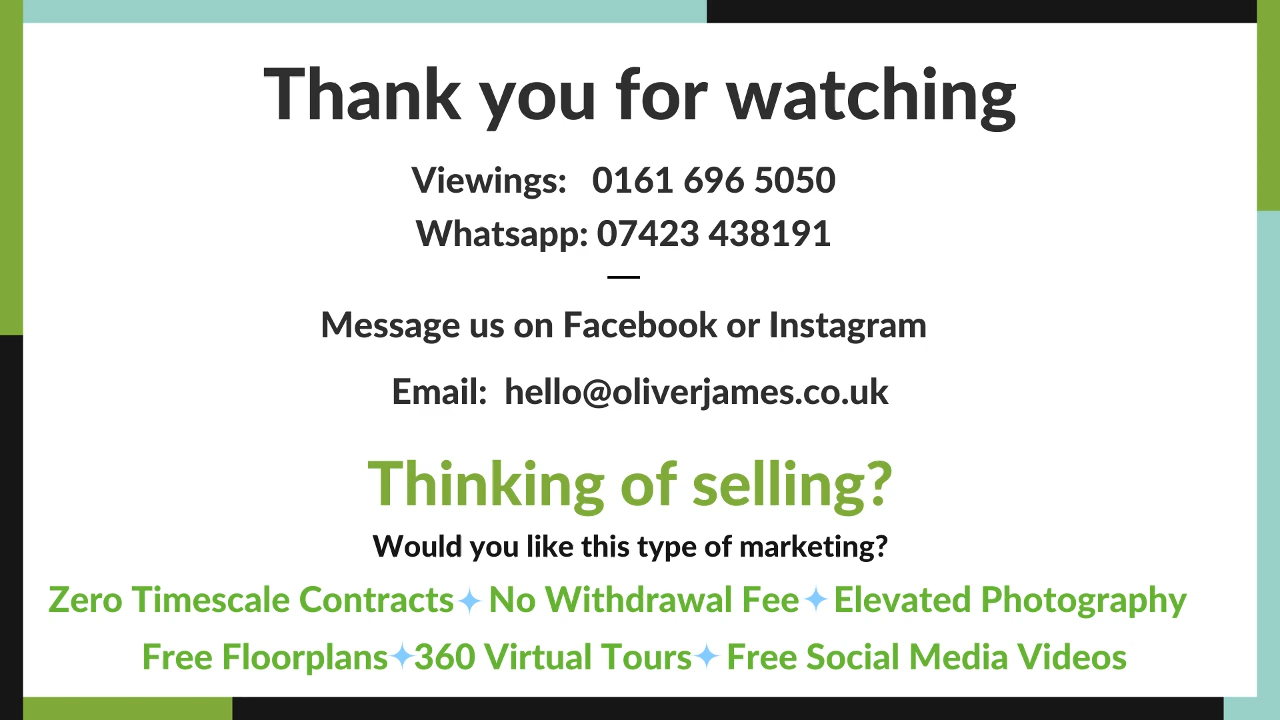 Thank you for watching
Viewings: 0161 696 5050
Whatsapp: 07423 438191
—
Message us on Facebook or Instagram
Email: hello@oliverjames.co.uk
Thinking of selling?
Would you like this type of marketing?
Zero Timescale Contracts✦ No Withdrawal Fee✦ Elevated Photography
Free Floorplans✦360 Virtual Tours✦ Free Social Media Videos